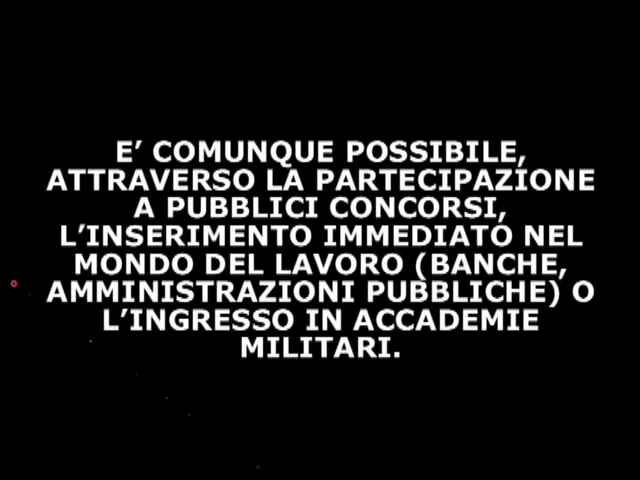 E’ COMUNQUE POSSIBILE,
ATTRAVERSO LA PARTECIPAZIONE
A PUBBLICI CONCORSI,
L’INSERIMENTO IMMEDIATO NEL
MONDO DEL LAVORO (BANCHE,
AMMINISTRAZIONI PUBBLICHE) O
L’INGRESSO IN ACCADEMIE
MILITARI.